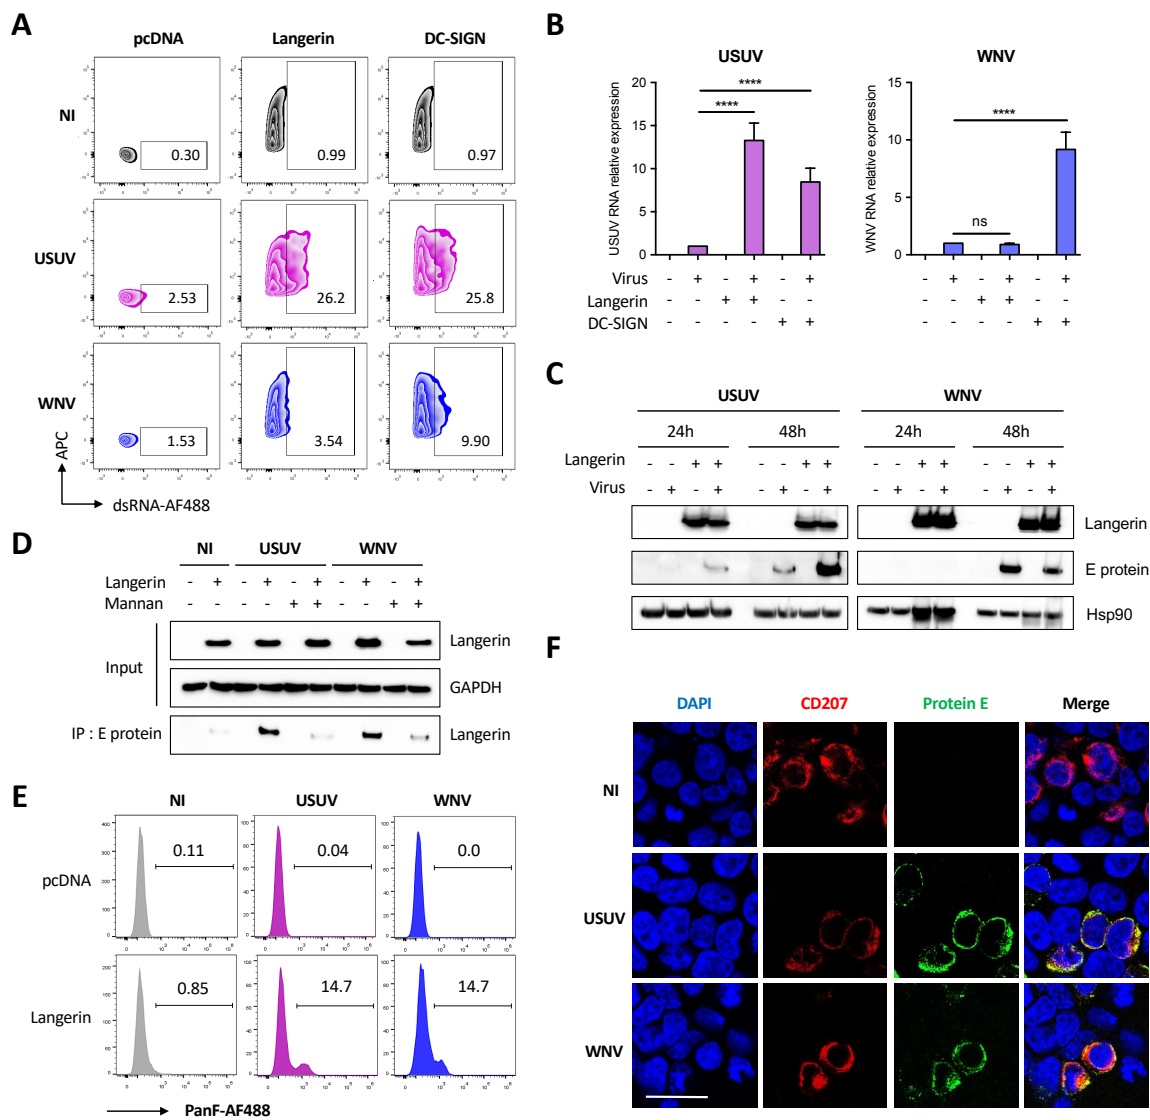 A
pcDNA Langerin DC-SIGN
NI
0.30 0.99 0.97
USUV
2.53 26.2 25.8
WNV
1.53 3.54 9.90
APC
dsRNA-AF488
B
USUV WNV
USUV RNA relative expression
20
15
10
5
0
**** ****
WNV RNA relative expression
15
10
5
0
ns ****
Virus - + - + - + - + - + - +
Langerin - - + + - - - - + + - -
DC-SIGN - - - - + + - - - - + +
C
USUV WNV
24h 48h 24h 48h
Langerin - - + + - - + + - - + + - - + +
Virus - + - + - + - + - + - + - + - +
Langerin
E protein
Hsp90
D
NI USUV WNV
Langerin - + - + - + - + - +
Mannan - - - - + + - - + +
Input
Langerin
GAPDH
IP : E protein Langerin
E
NI USUV WNV
pcDNA
0.11 0.04 0.0
Langerin
0.85 14.7 14.7
PanF-AF488
F
DAPI CD207 Protein E Merge
NI
USUV
WNV